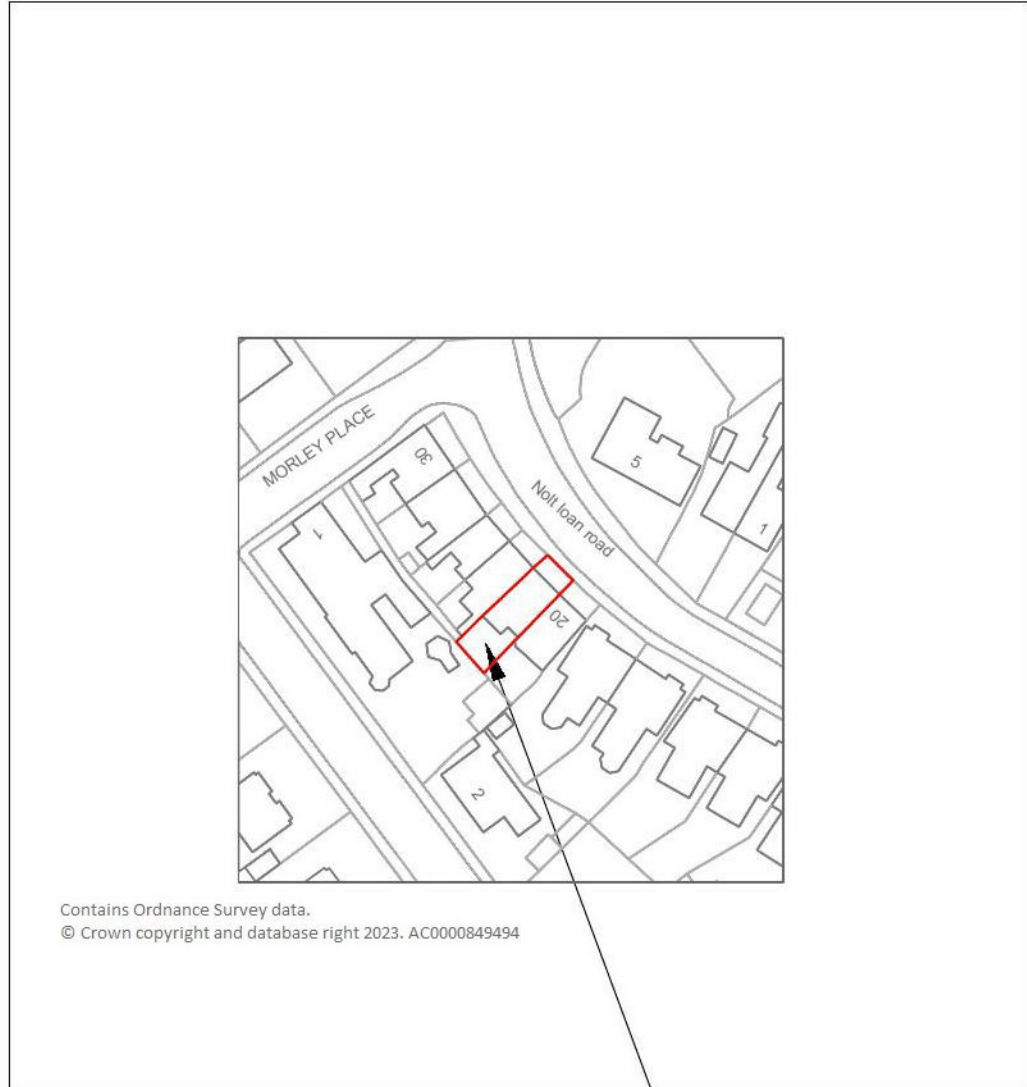 MORLEY PLACE
30
5
1
Nolt loan road
1
20
2
Contains Ordnance Survey data.
© Crown copyright and database right 2023. AC0000849494